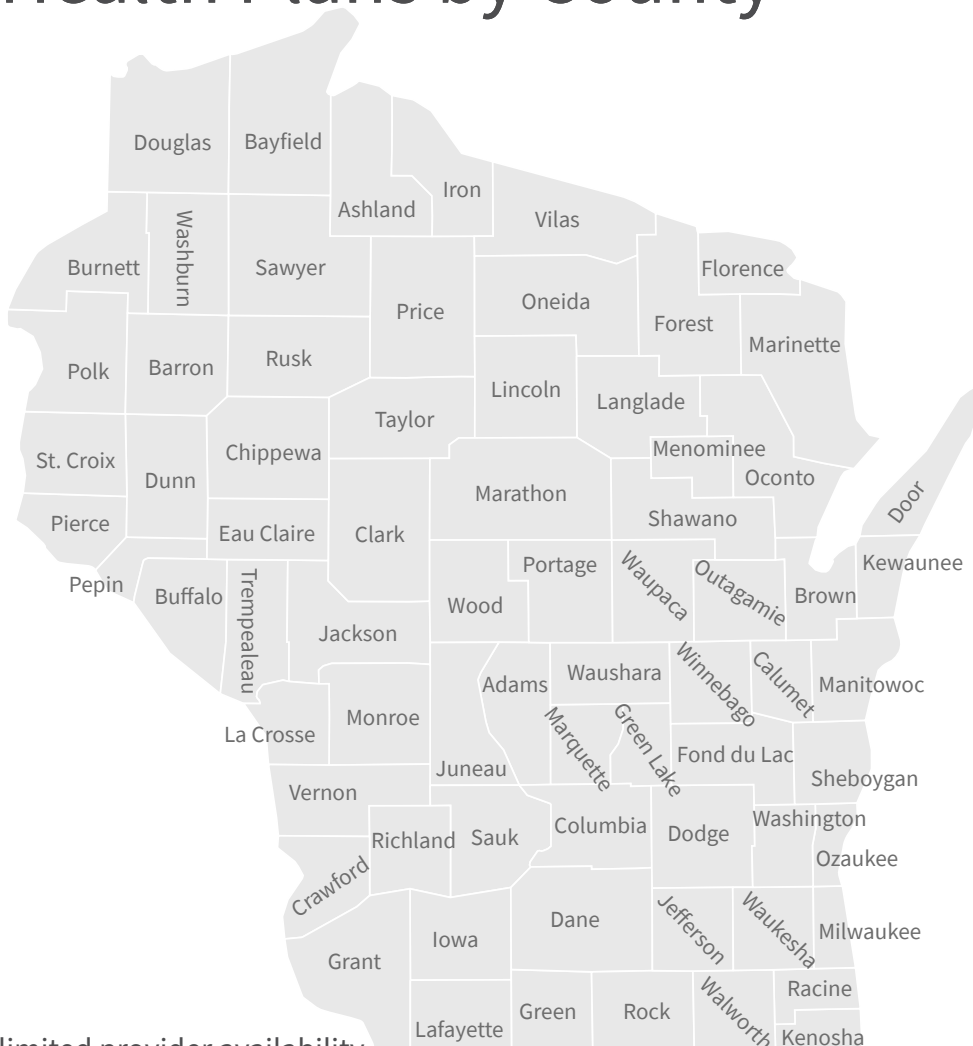 Health Plans by County
Douglas
Bayfield
Iron
Ashland
Vilas
Washburn
Burnett
Sawyer
Florence
Oneida
Price
Forest
Marinette
Rusk
Barron
Polk
Lincoln
Langlade
Taylor
Menominee
Chippewa
St. Croix
Oconto
Dunn
Marathon
Door
Shawano
Pierce
Eau Claire
Clark
Kewaunee
Portage
Pepin
Waupaca
Outagamie
Buffalo
Brown
Wood
Trempealeau
Jackson
Waushara
Adams
Winnebago
Calumet
Manitowoc
Monroe
La Crosse
Marquette
Green Lake
Fond du Lac
Juneau
Sheboygan
Vernon
Washington
Columbia
Dodge
Richland
Sauk
Ozaukee
Crawford
Dane
Jefferson
Waukesha
Milwaukee
Iowa
Grant
Racine
Green
Rock
Walworth
Lafayette
Kenosha
limited provider availability